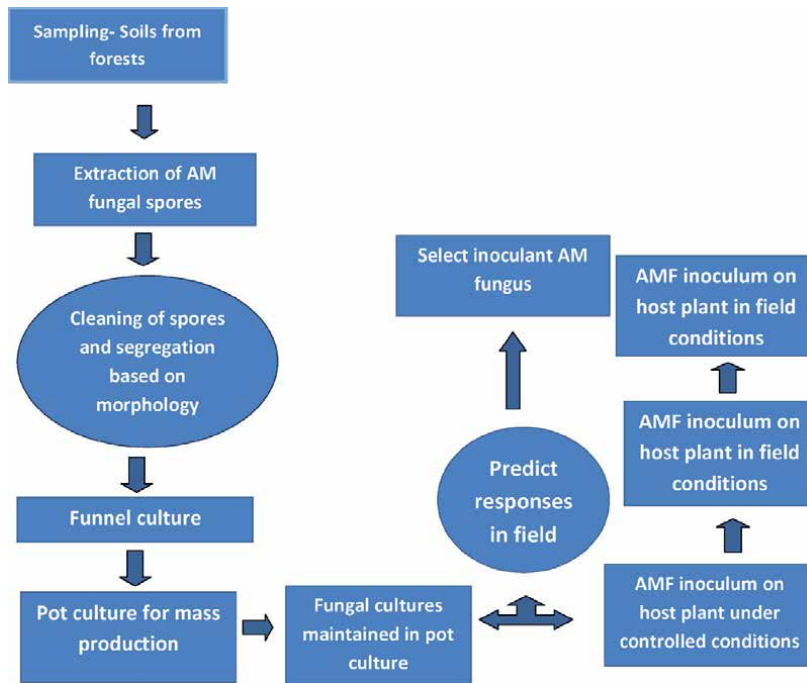 Sampling- Soils from
forests
Extraction of AM
fungal spores
Cleaning of spores
and segregation
based on
morphology
Funnel culture
Pot culture for mass
production
Fungal cultures
maintained in pot
culture
Predict
responses
in field
Select inoculant AM
fungus
AMF inoculum on
host plant under
controlled conditions
AMF inoculum on
host plant in field
conditions
AMF inoculum on
host plant in field
conditions